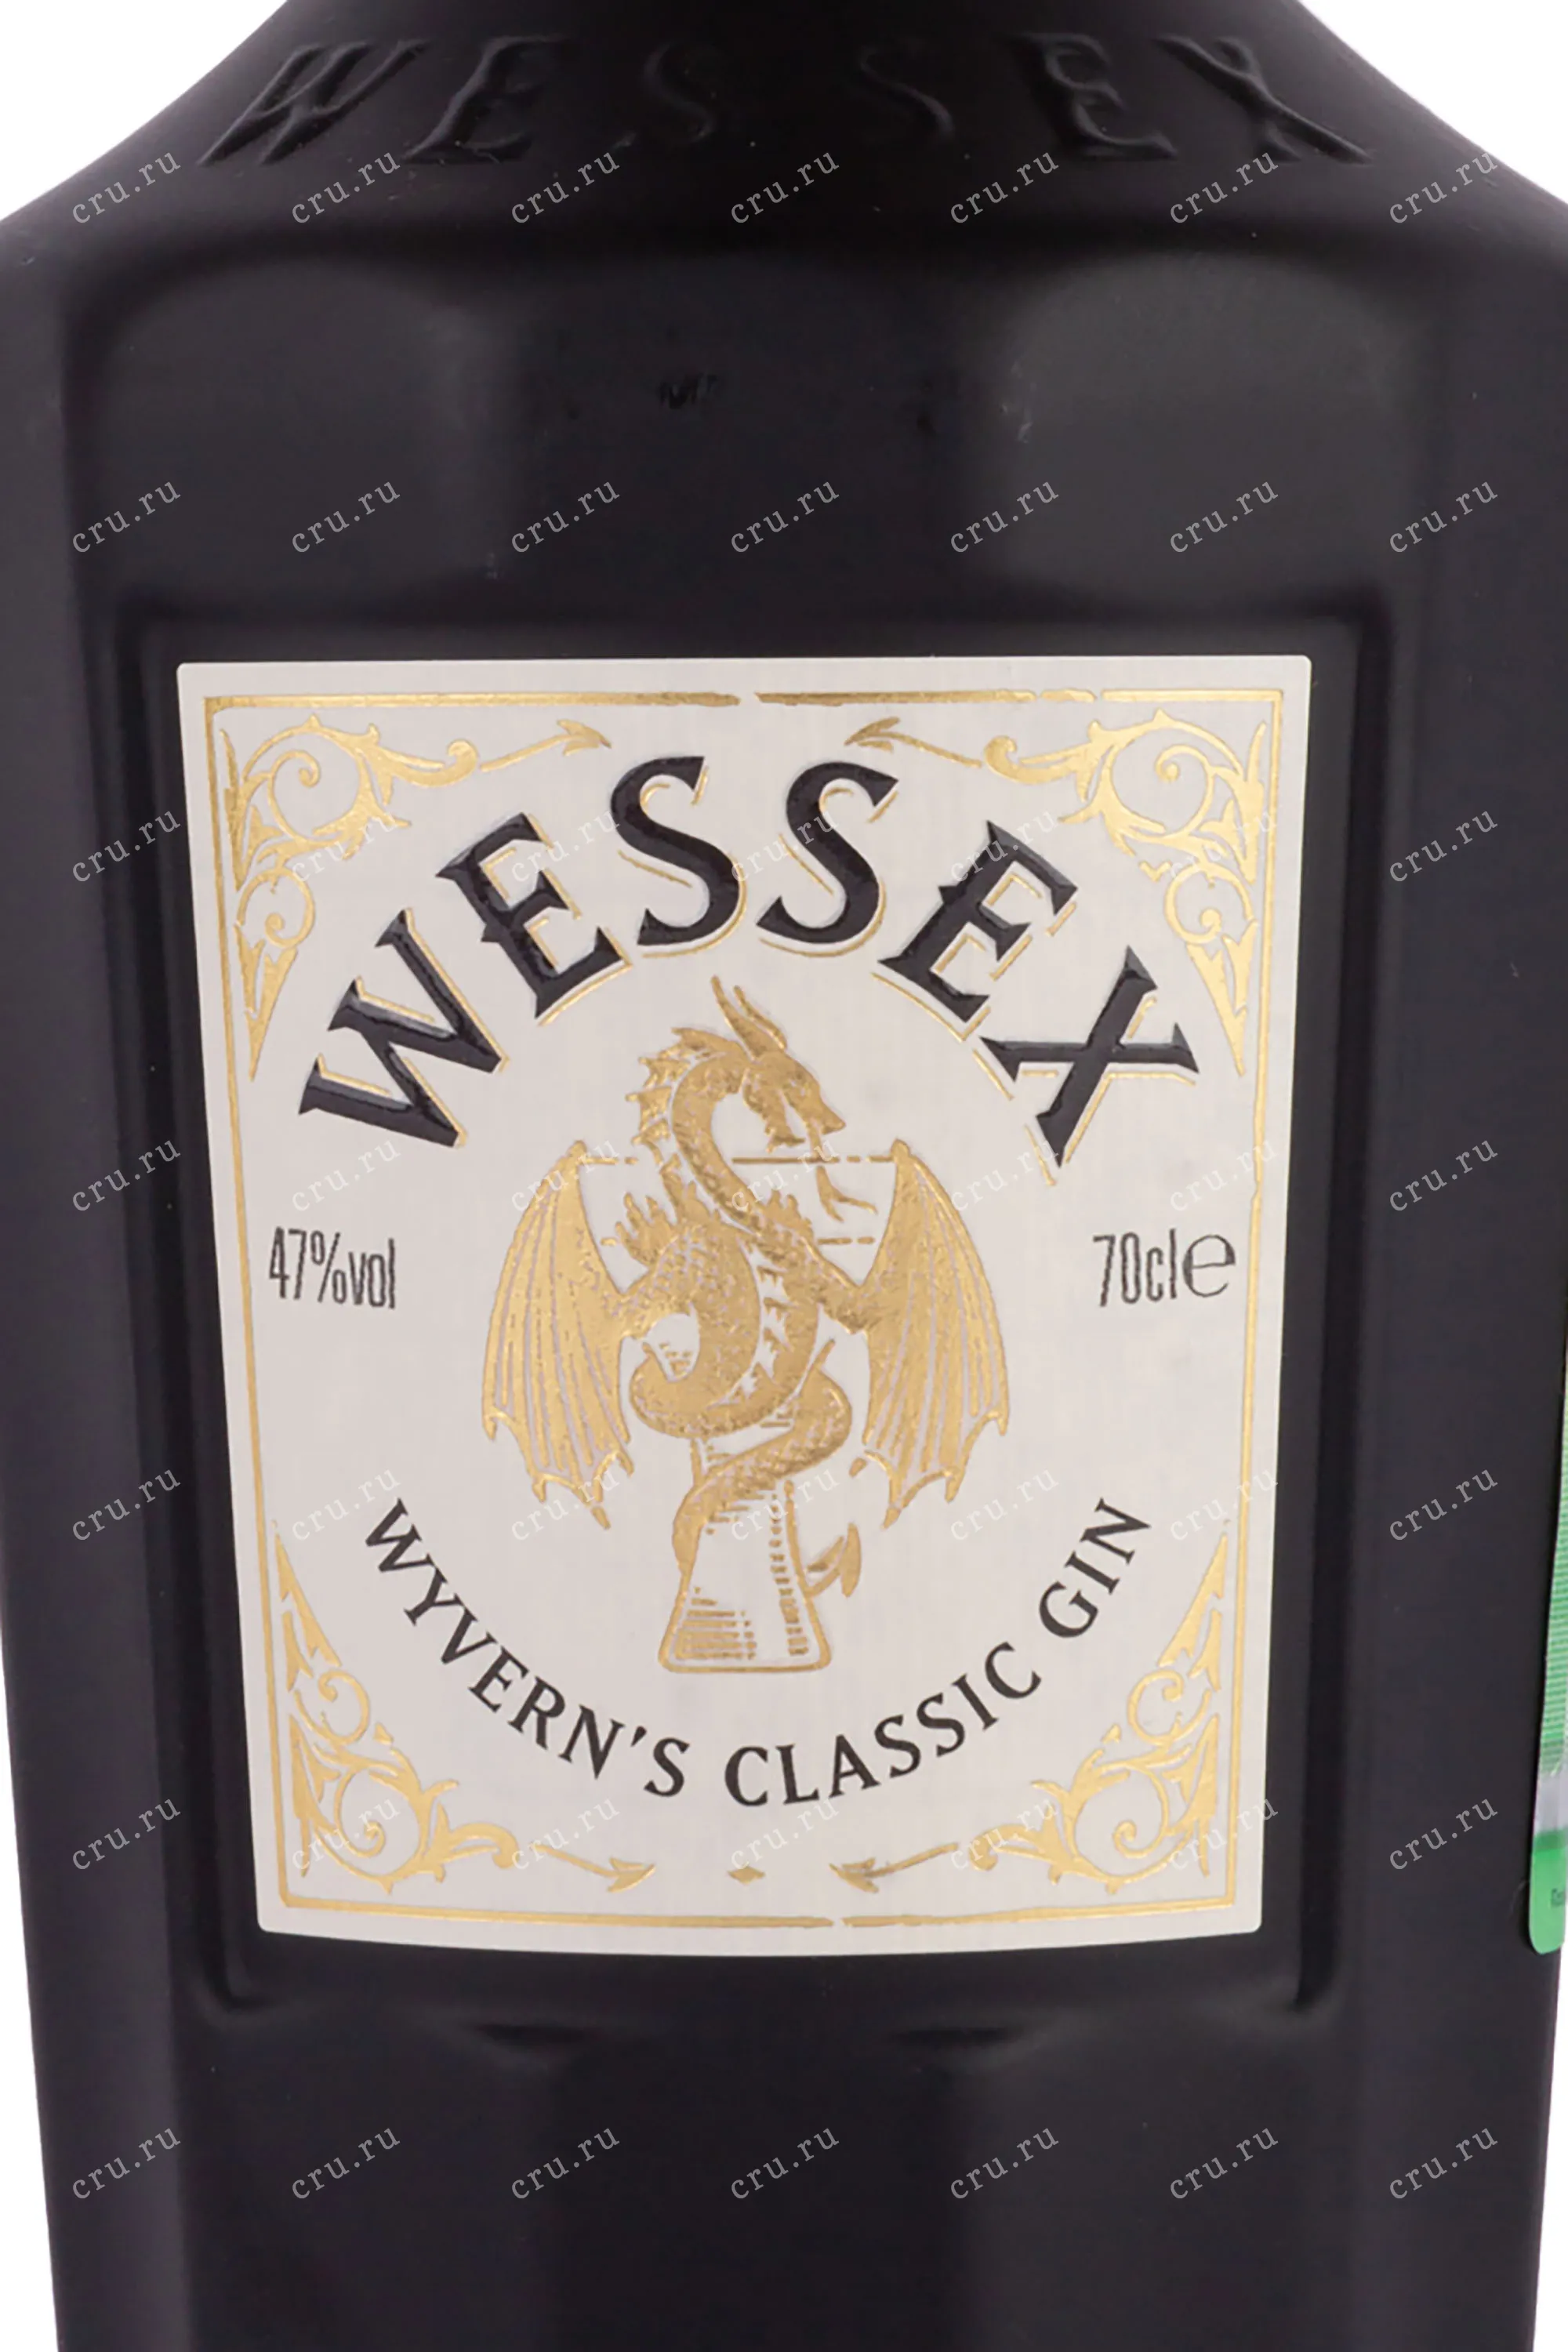 WESSEX
WESSEX
47%vol
70cl℮
WYVERN'S CLASSIC GIN
cru.ru